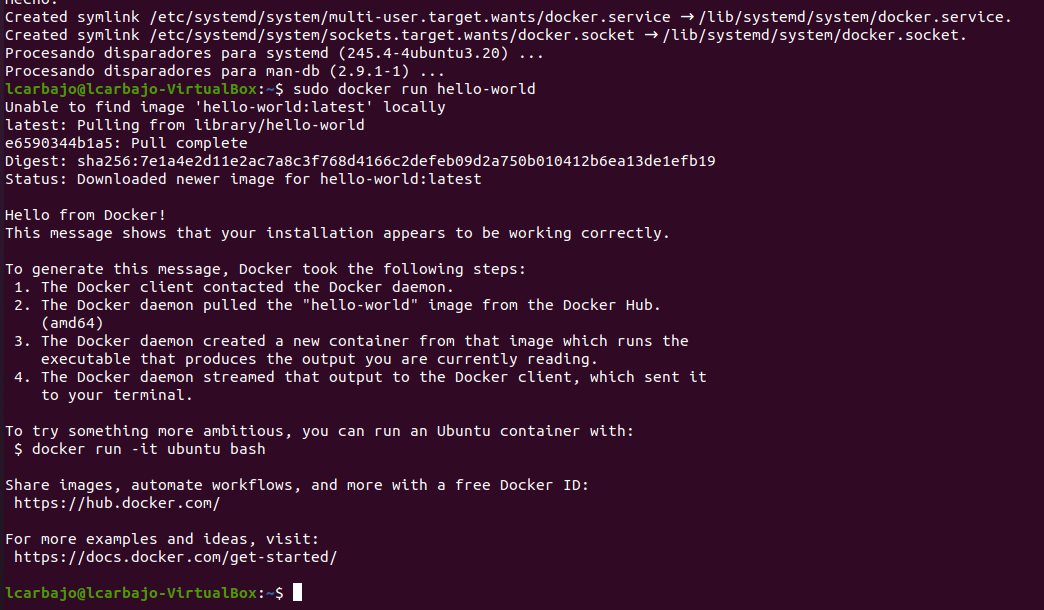 Hecho.
Created symlink /etc/systemd/system/multi-user.target.wants/docker.service → /lib/systemd/system/docker.service.
Created symlink /etc/systemd/system/sockets.target.wants/docker.socket → /lib/systemd/system/docker.socket.
Procesando disparadores para systemd (245.4-4ubuntu3.20) ...
Procesando disparadores para man-db (2.9.1-1) ...
lcarbajo@lcarbajo-VirtualBox:~$ sudo docker run hello-world
Unable to find image 'hello-world:latest' locally
latest: Pulling from library/hello-world
e6590344b1a5: Pull complete
Digest: sha256:7e1a4e2d11e2ac7a8c3f768d4166c2defeb09d2a750b010412b6ea13de1efb19
Status: Downloaded newer image for hello-world:latest

Hello from Docker!
This message shows that your installation appears to be working correctly.

To generate this message, Docker took the following steps:
 1. The Docker client contacted the Docker daemon.
 2. The Docker daemon pulled the "hello-world" image from the Docker Hub.
    (amd64)
 3. The Docker daemon created a new container from that image which runs the
    executable that produces the output you are currently reading.
 4. The Docker daemon streamed that output to the Docker client, which sent it
    to your terminal.

To try something more ambitious, you can run an Ubuntu container with:
 $ docker run -it ubuntu bash

Share images, automate workflows, and more with a free Docker ID:
 https://hub.docker.com/

For more examples and ideas, visit:
 https://docs.docker.com/get-started/

lcarbajo@lcarbajo-VirtualBox:~$